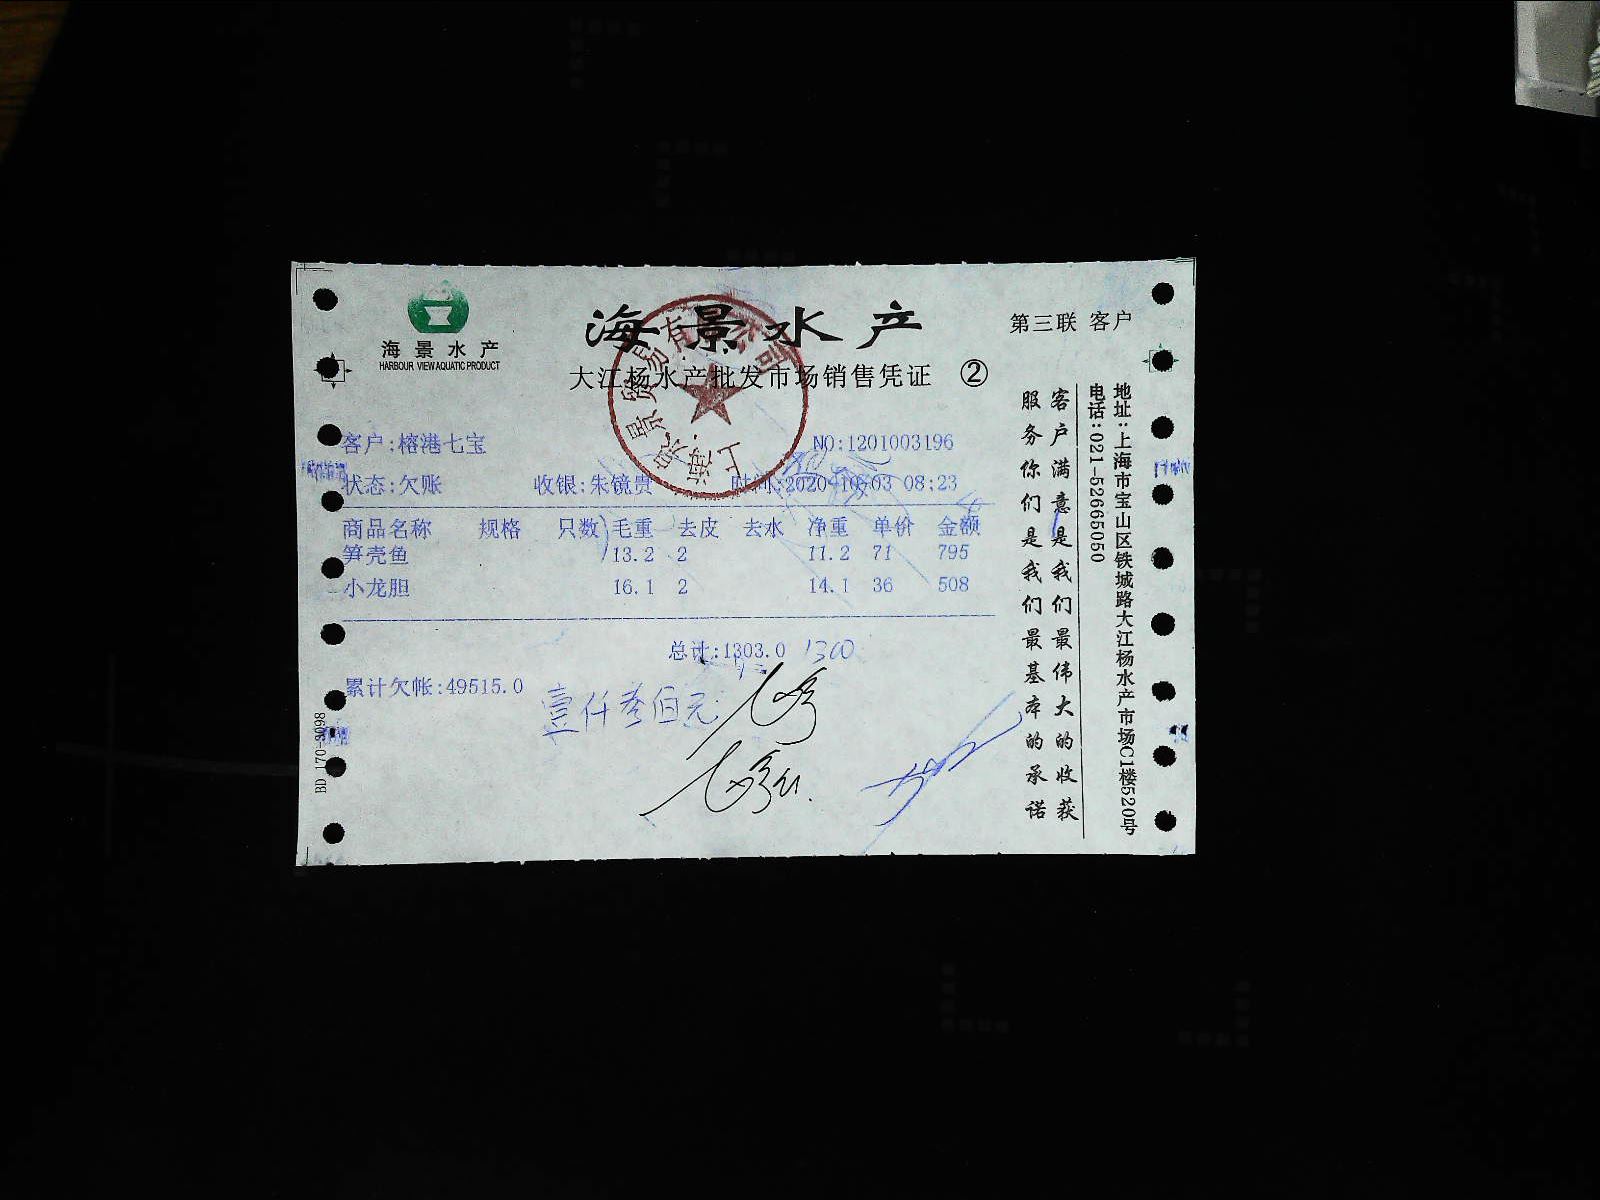 海景水产
HARBOUR VIEW AQUATIC PRODUCT
海景水产
第三联 客户
大江杨水产批发市场销售凭证 ②
客户:榕港七宝
NO:1201003196
状态:欠账 收银:朱镜贵 时间:2020-10-03 08:23
商品名称 规格 只数 毛重 去皮 去水 净重 单价 金额
笋壳鱼 13.2 2 11.2 71 795
小龙胆 16.1 2 14.1 36 508
总计:1303.0 1300
累计欠帐:49515.0
壹仟叁佰元
客户满意是我们最伟大的收获
服务你们是我们最基本的承诺
地址:上海市宝山区铁城路大江杨水产市场C1楼520号
电话:021-52665050